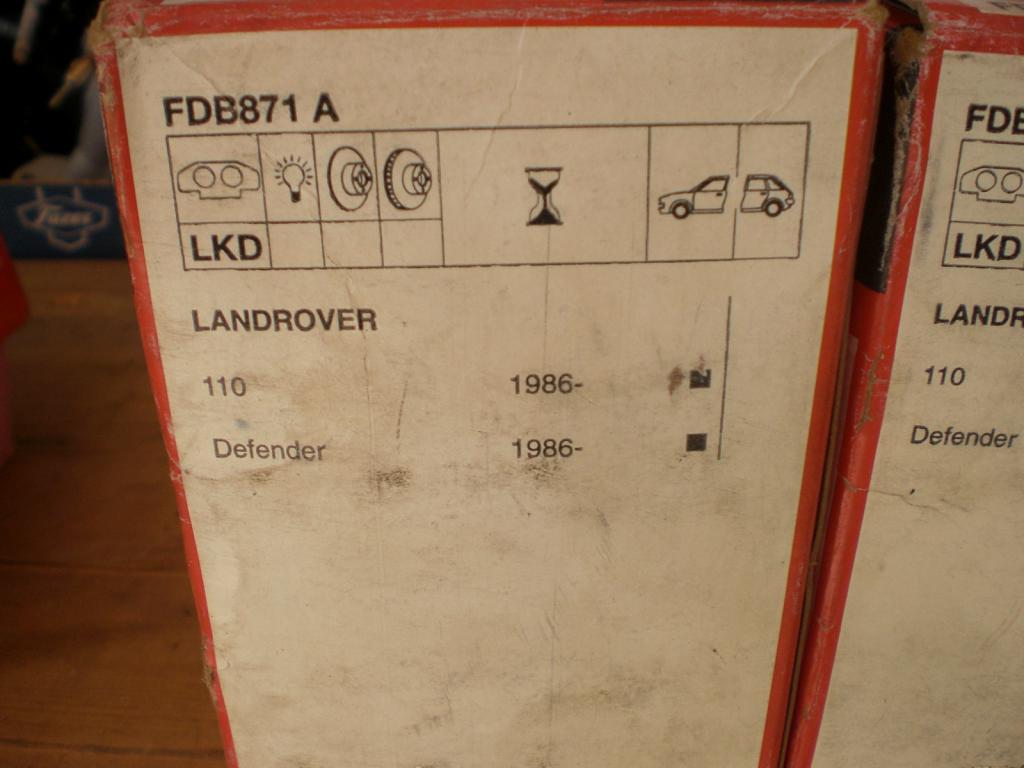 FDB871 A
LKD
LANDROVER
110 1986-
Defender 1986-
FDB
LKD
LANDR
110
Defender